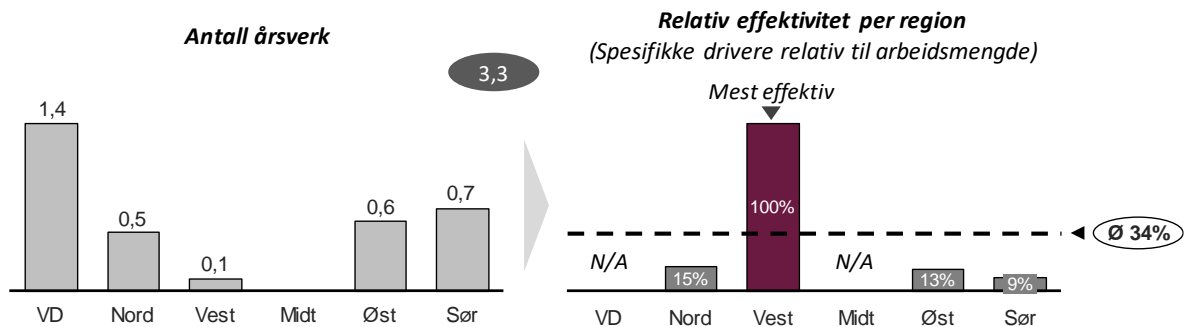 Antall årsverk
3,3
1,4
0,5
0,1
0,6
0,7
VD Nord Vest Midt Øst Sør
Relativ effektivitet per region
(Spesifikke drivere relativ til arbeidsmengde)
Mest effektiv
100%
Ø 34%
N/A
N/A
15%
13%
9%
VD Nord Vest Midt Øst Sør